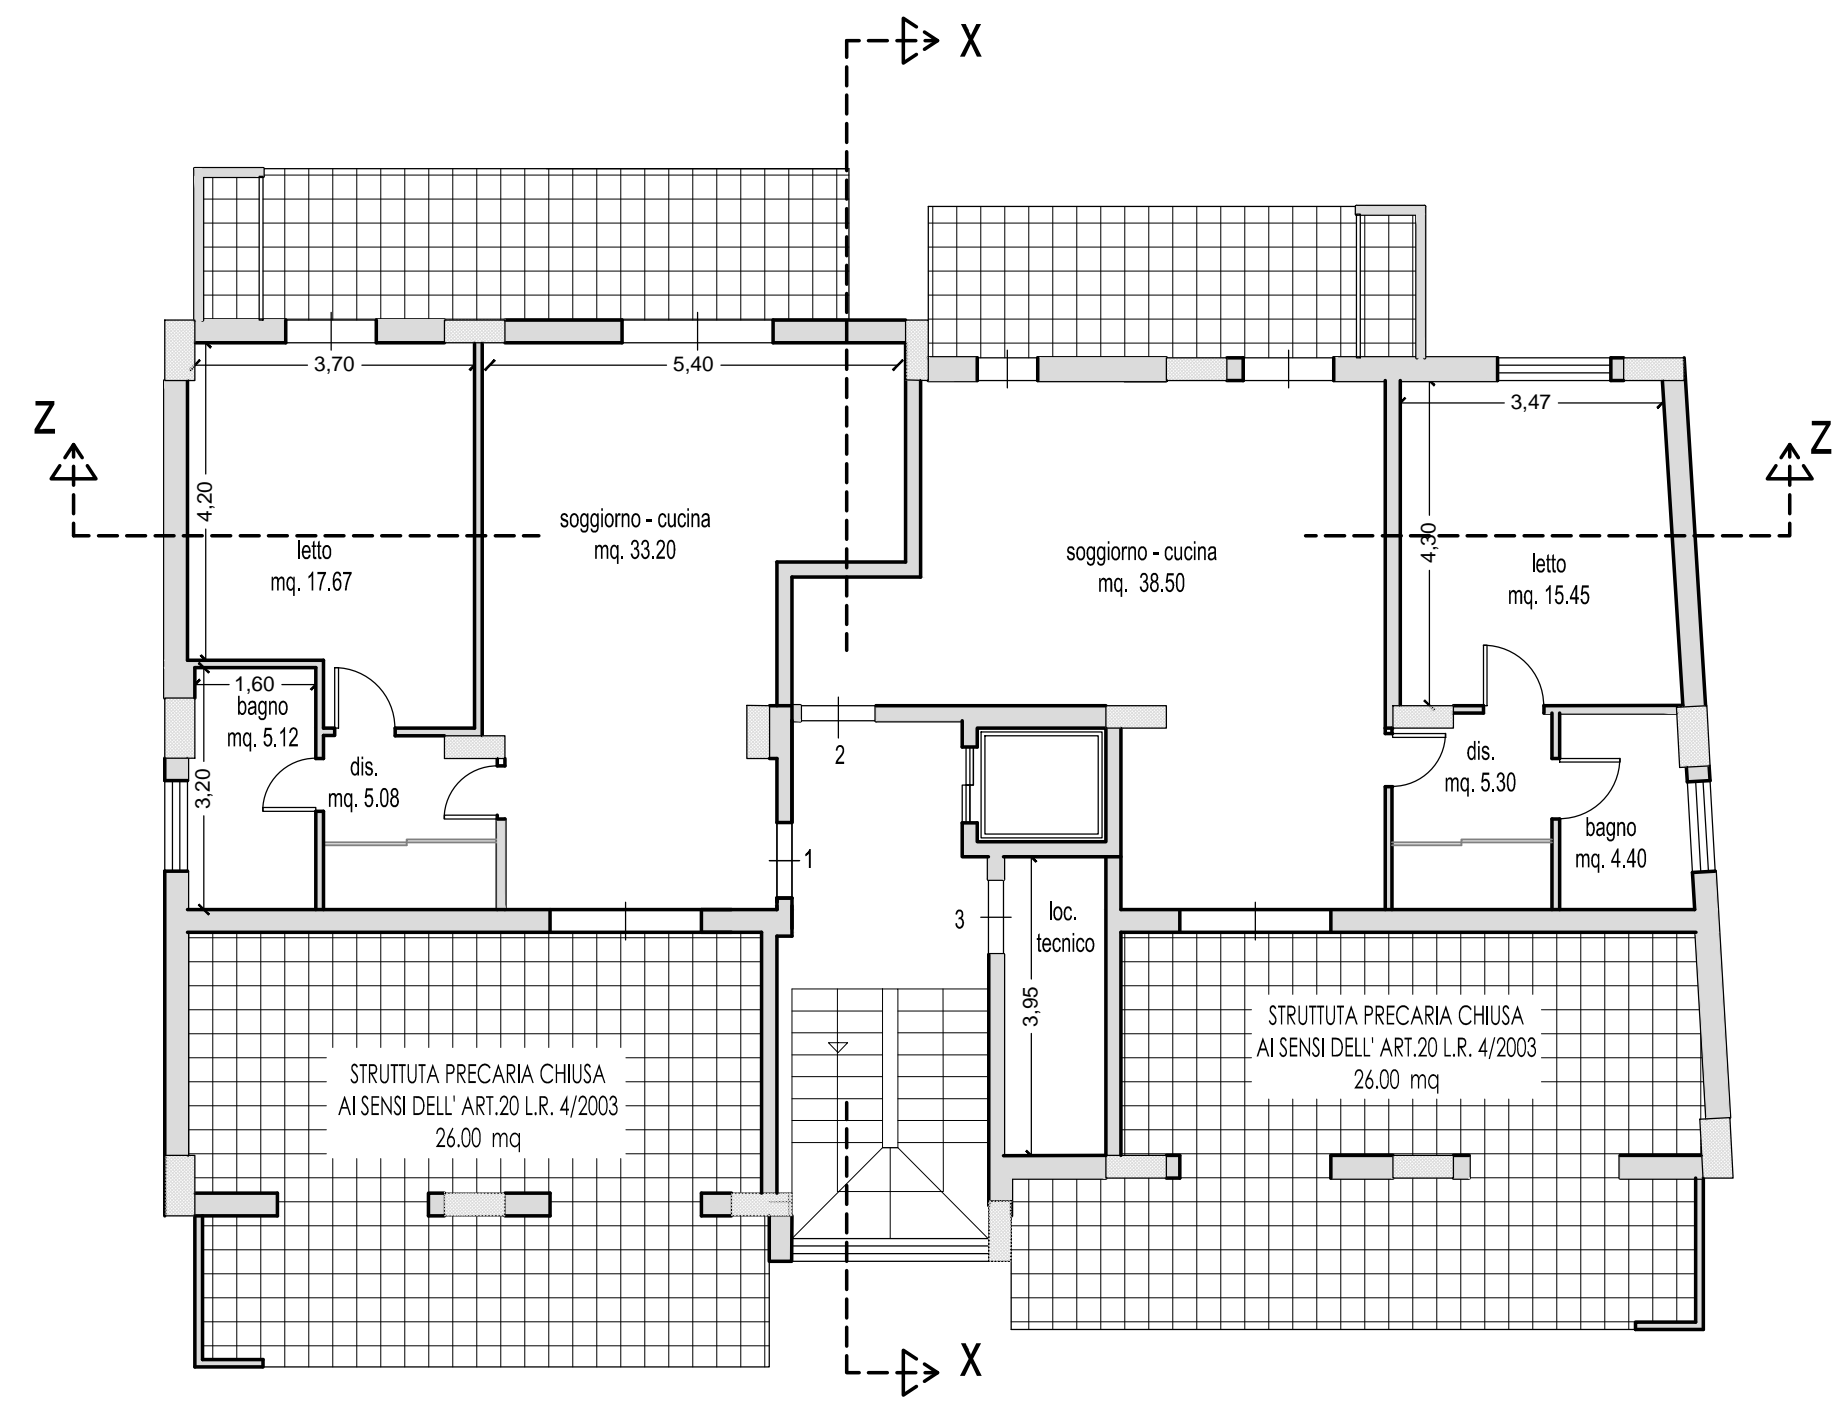 X
3,70
5,40
3,47
Z
Z
4,20
4,30
soggiorno - cucina
mq. 33.20
letto
mq. 17.67
soggiorno - cucina
mq. 38.50
letto
mq. 15.45
1,60
bagno
mq. 5.12
3,20
dis.
mq. 5.08
2
dis.
mq. 5.30
bagno
mq. 4.40
1
3
loc.
tecnico
3,95
STRUTTUTA PRECARIA CHIUSA
AI SENSI DELL' ART.20 L.R. 4/2003
26.00 mq
STRUTTUTA PRECARIA CHIUSA
AI SENSI DELL' ART.20 L.R. 4/2003
26.00 mq
X